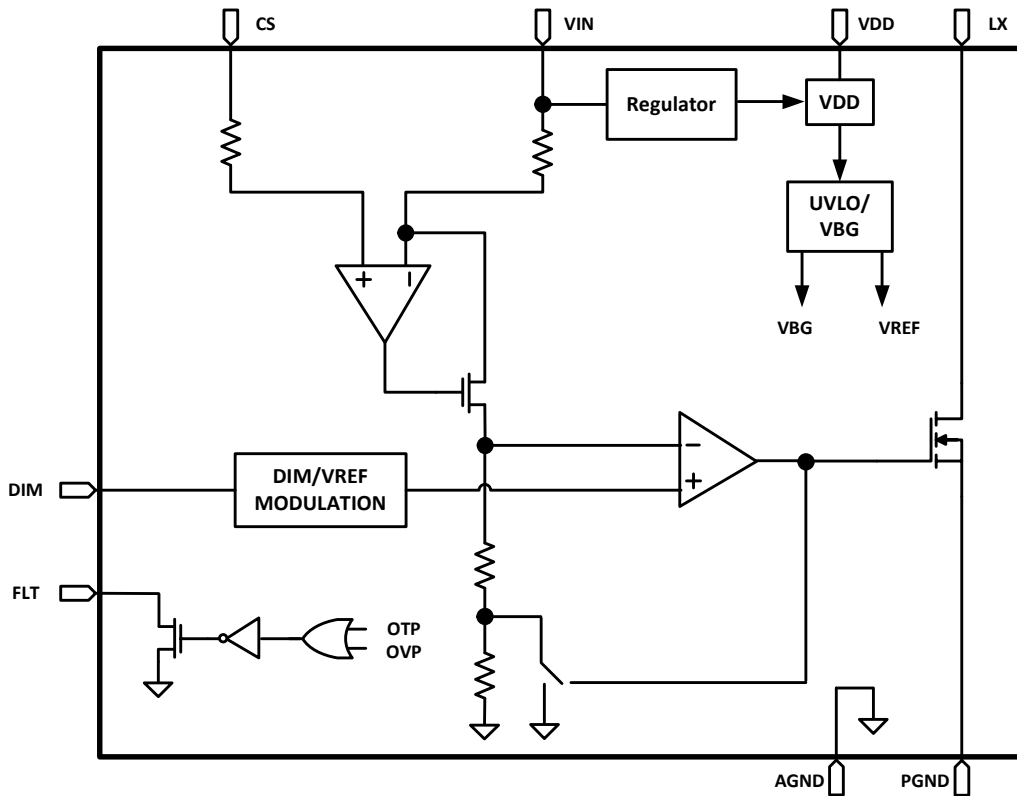 CS
VIN
VDD
LX
Regulator
VDD
UVLO/
VBG
VBG
VREF
DIM
DIM/VREF
MODULATION
FLT
OTP
OVP
AGND
PGND